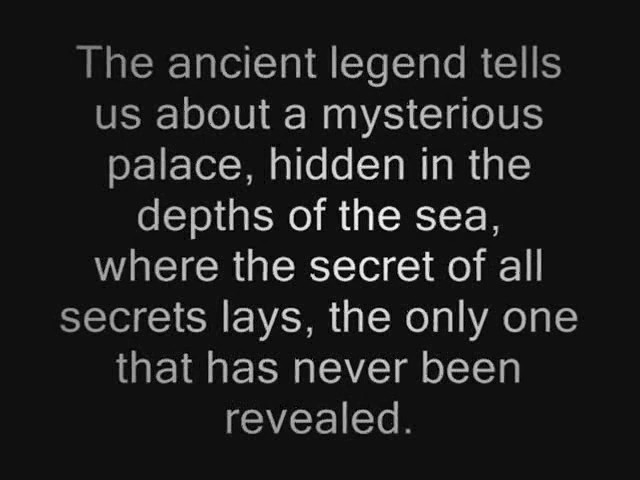 The ancient legend tells
us about a mysterious
palace, hidden in the
depths of the sea,
where the secret of all
secrets lays, the only one
that has never been
revealed.